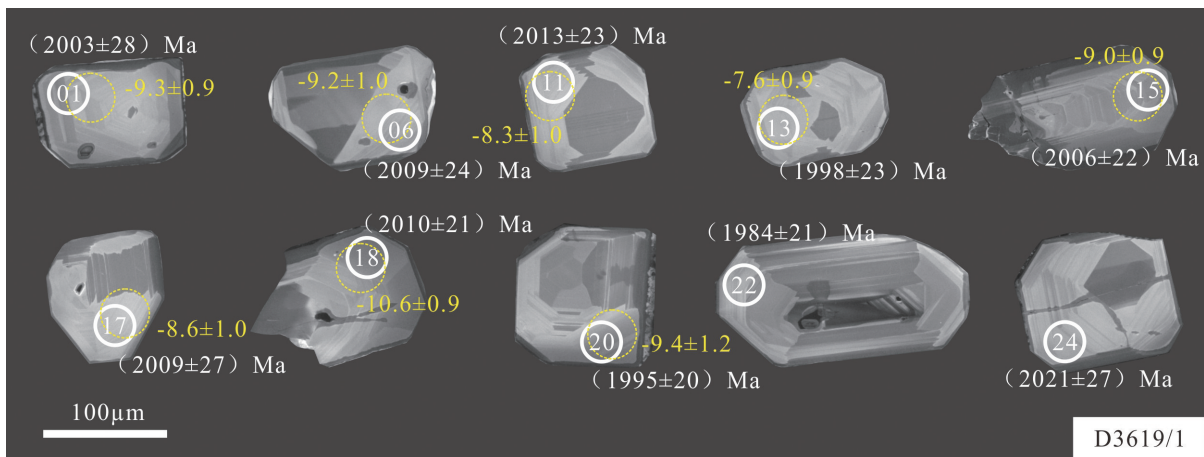 （2003±28）Ma
01
-9.3±0.9
-9.2±1.0
06
（2009±24）Ma
（2013±23）Ma
11
-8.3±1.0
-7.6±0.9
13
（1998±23）Ma
-9.0±0.9
15
（2006±22）Ma
17
-8.6±1.0
（2009±27）Ma
（2010±21）Ma
18
-10.6±0.9
20
-9.4±1.2
（1995±20）Ma
（1984±21）Ma
22
24
（2021±27）Ma
100μm
D3619/1